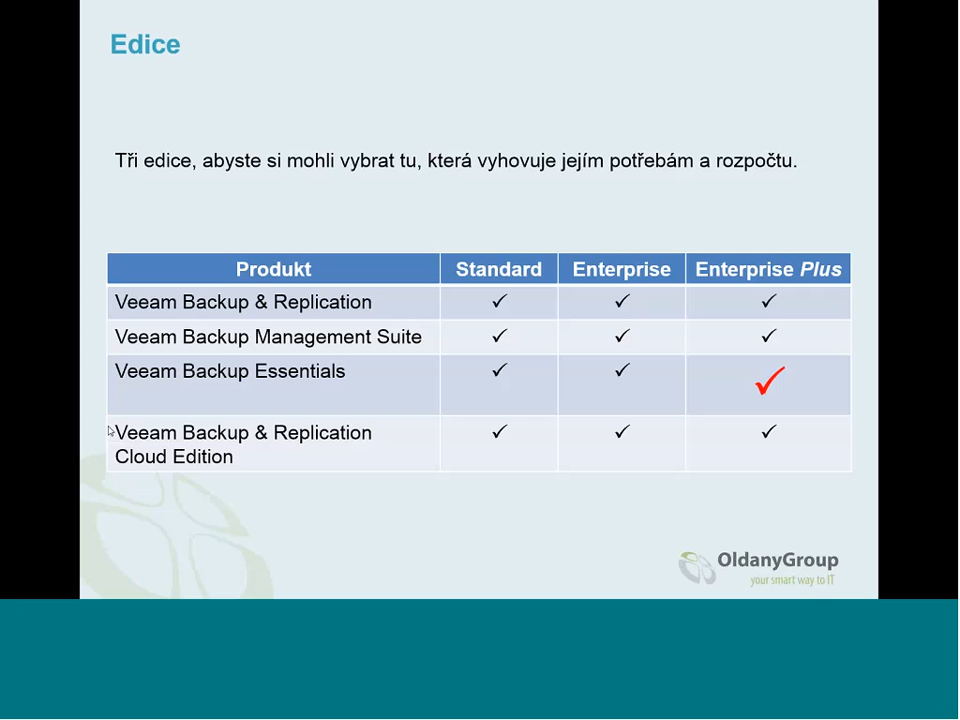 Edice
Tři edice, abyste si mohli vybrat tu, která vyhovuje jejím potřebám a rozpočtu.
Produkt Standard Enterprise Enterprise Plus
Veeam Backup & Replication ✓ ✓ ✓
Veeam Backup Management Suite ✓ ✓ ✓
Veeam Backup Essentials ✓ ✓ ✓
Veeam Backup & Replication ✓ ✓ ✓
Cloud Edition
OldanyGroup
your smart way to IT